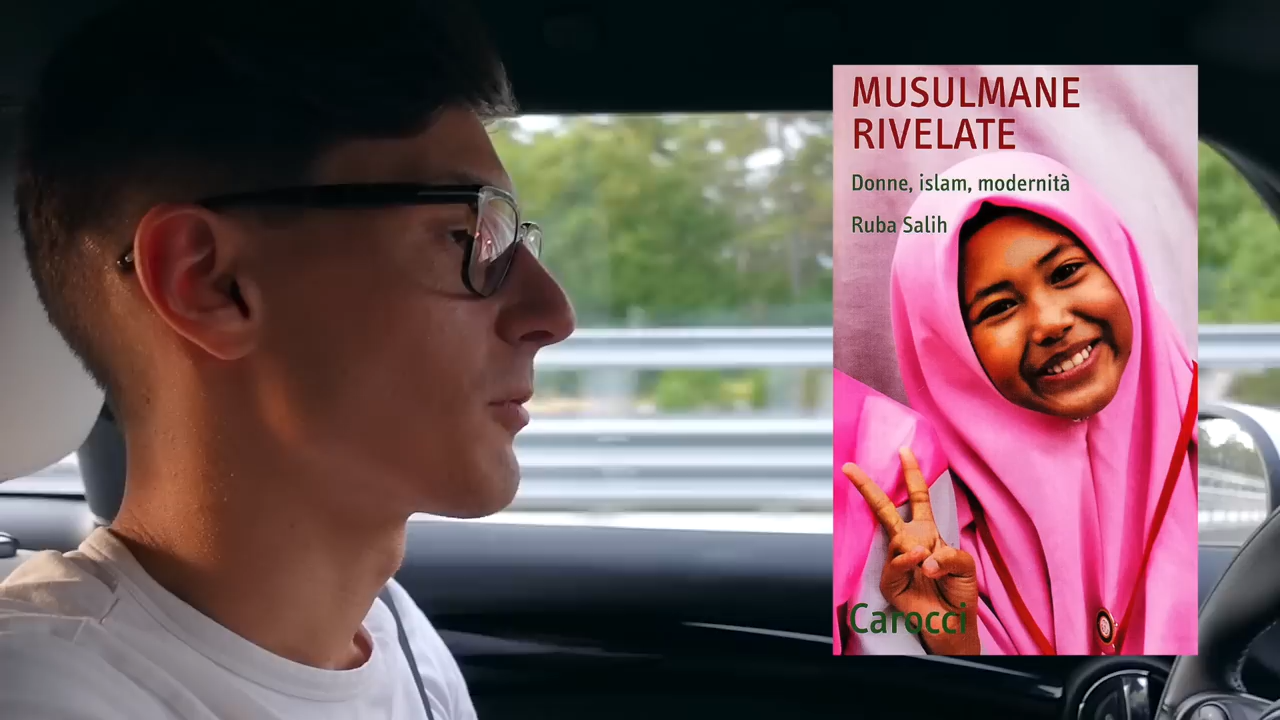 MUSULMANE
RIVELATE
Donne, islam, modernità
Ruba Salih
Carocci